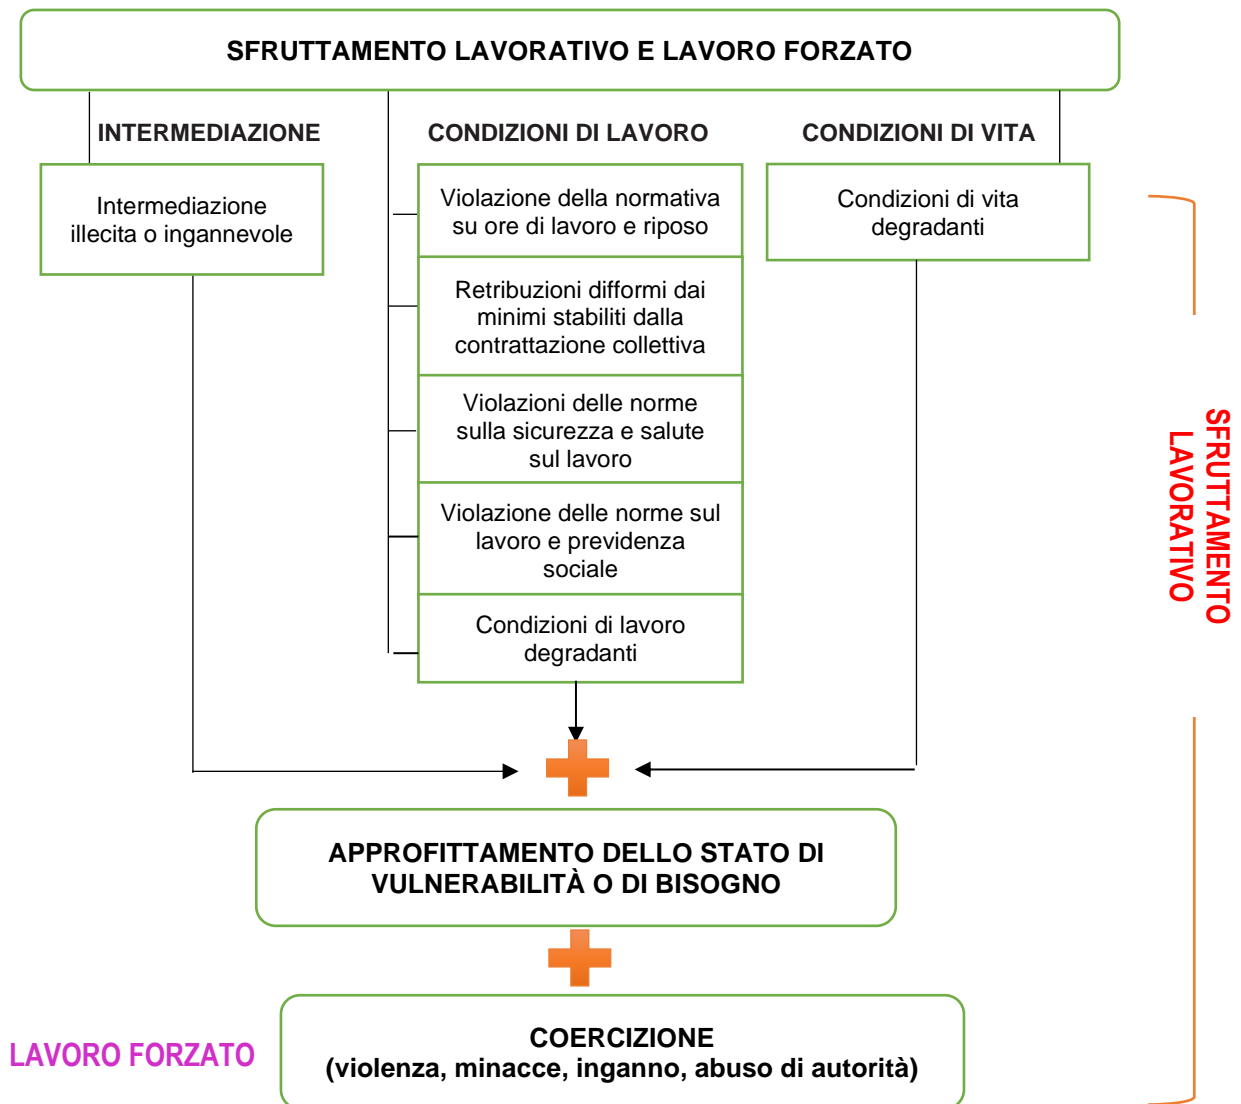 SFRUTTAMENTO LAVORATIVO E LAVORO FORZATO
INTERMEDIAZIONE
CONDIZIONI DI LAVORO
CONDIZIONI DI VITA
Intermediazione
illecita o ingannevole
Violazione della normativa
su ore di lavoro e riposo
Retribuzioni difformi dai
minimi stabiliti dalla
contrattazione collettiva
Violazioni delle norme
sulla sicurezza e salute
sul lavoro
Violazione delle norme sul
lavoro e previdenza
sociale
Condizioni di lavoro
degradanti
Condizioni di vita
degradanti
SFRUTTAMENTO
LAVORATIVO
APPROFITTAMENTO DELLO STATO DI
VULNERABILITÀ O DI BISOGNO
LAVORO FORZATO
COERCIZIONE
(violenza, minacce, inganno, abuso di autorità)